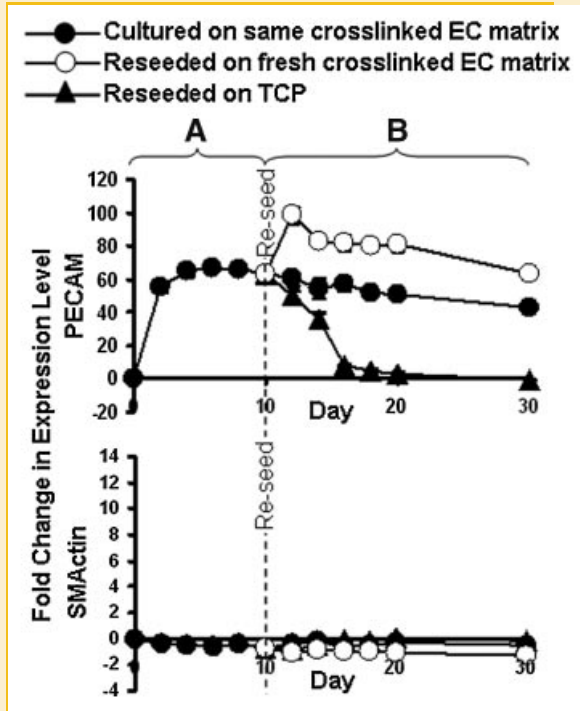 Cultured on same crosslinked EC matrix
Reseeded on fresh crosslinked EC matrix
Reseeded on TCP
A B
120
100
80
60
40
20
0
-20
0 10 20 30
Day
Re-seed
Fold Change in Expression Level
PECAM
SMActin
14
12
10
8
6
4
2
0
-2
-4
10 20 30
Day
Re-seed